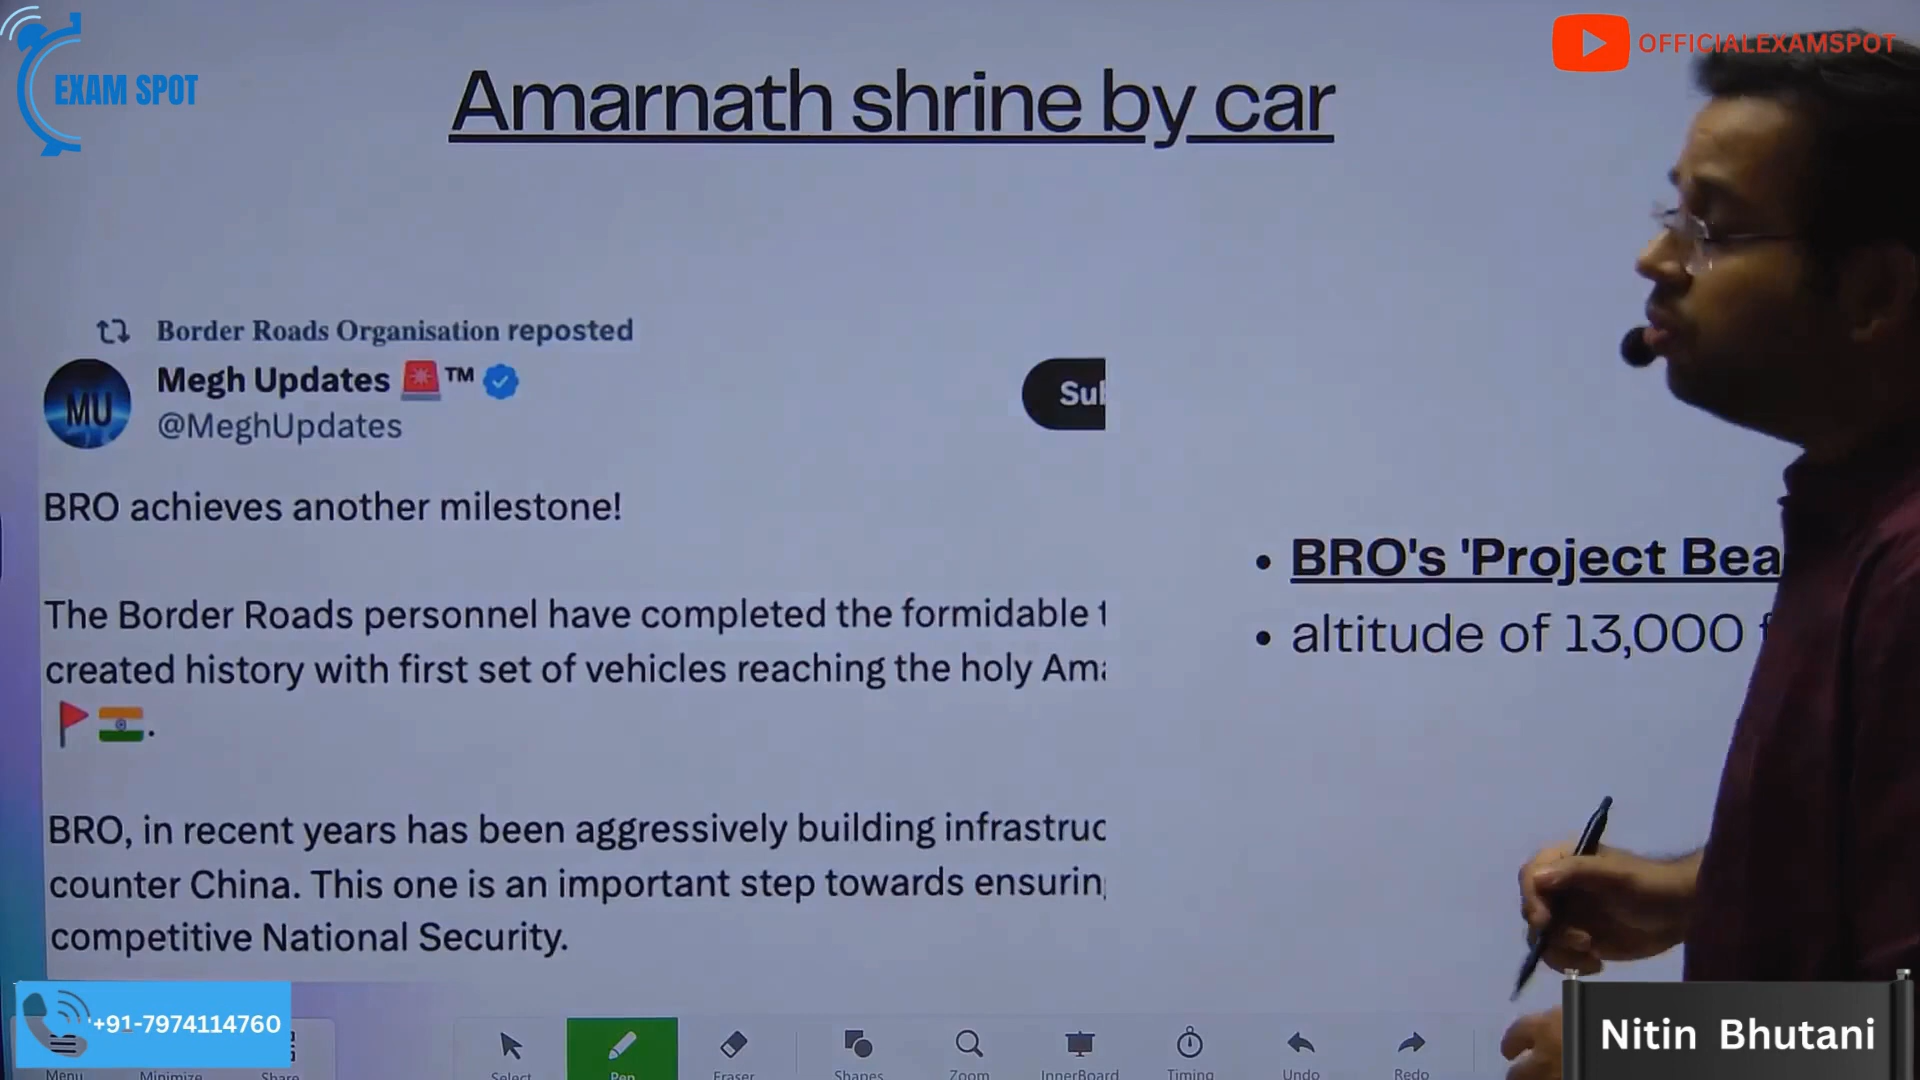 EXAM SPOT
OFFICIALEXAMSPOT
Amarnath shrine by car
Border Roads Organisation reposted
Megh Updates 🚨™
MU
@MeghUpdates
BRO achieves another milestone!
The Border Roads personnel have completed the formidable
created history with first set of vehicles reaching the holy
🚩🇮🇳.
BRO, in recent years has been aggressively building
counter China. This one is an important step towards
competitive National Security.
• BRO's 'Project
• altitude of 13,000
+91-7974114760
Nitin Bhutani
Menu
Minimize
Share
Select
Pen
Eraser
Shapes
Zoom
InnerBoard
Timing
Undo
Redo